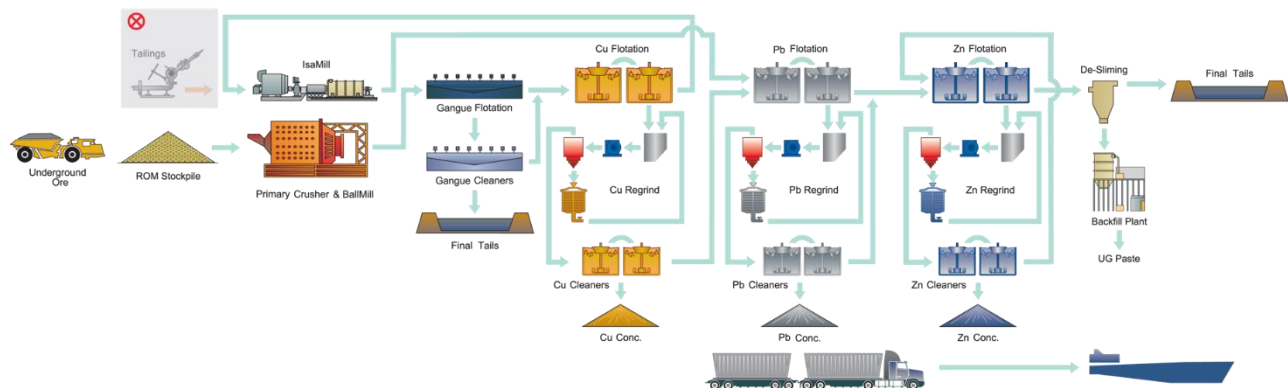 Tailings
IsaMill
Cu Flotation
Pb Flotation
Zn Flotation
De-Sliming
Final Tails
Gangue Flotation
Underground
Ore
ROM Stockpile
Primary Crusher & BallMill
Gangue Cleaners
Cu Regrind
Pb Regrind
Zn Regrind
Backfill Plant
Final Tails
UG Paste
Cu Cleaners
Pb Cleaners
Zn Cleaners
Cu Conc.
Pb Conc.
Zn Conc.